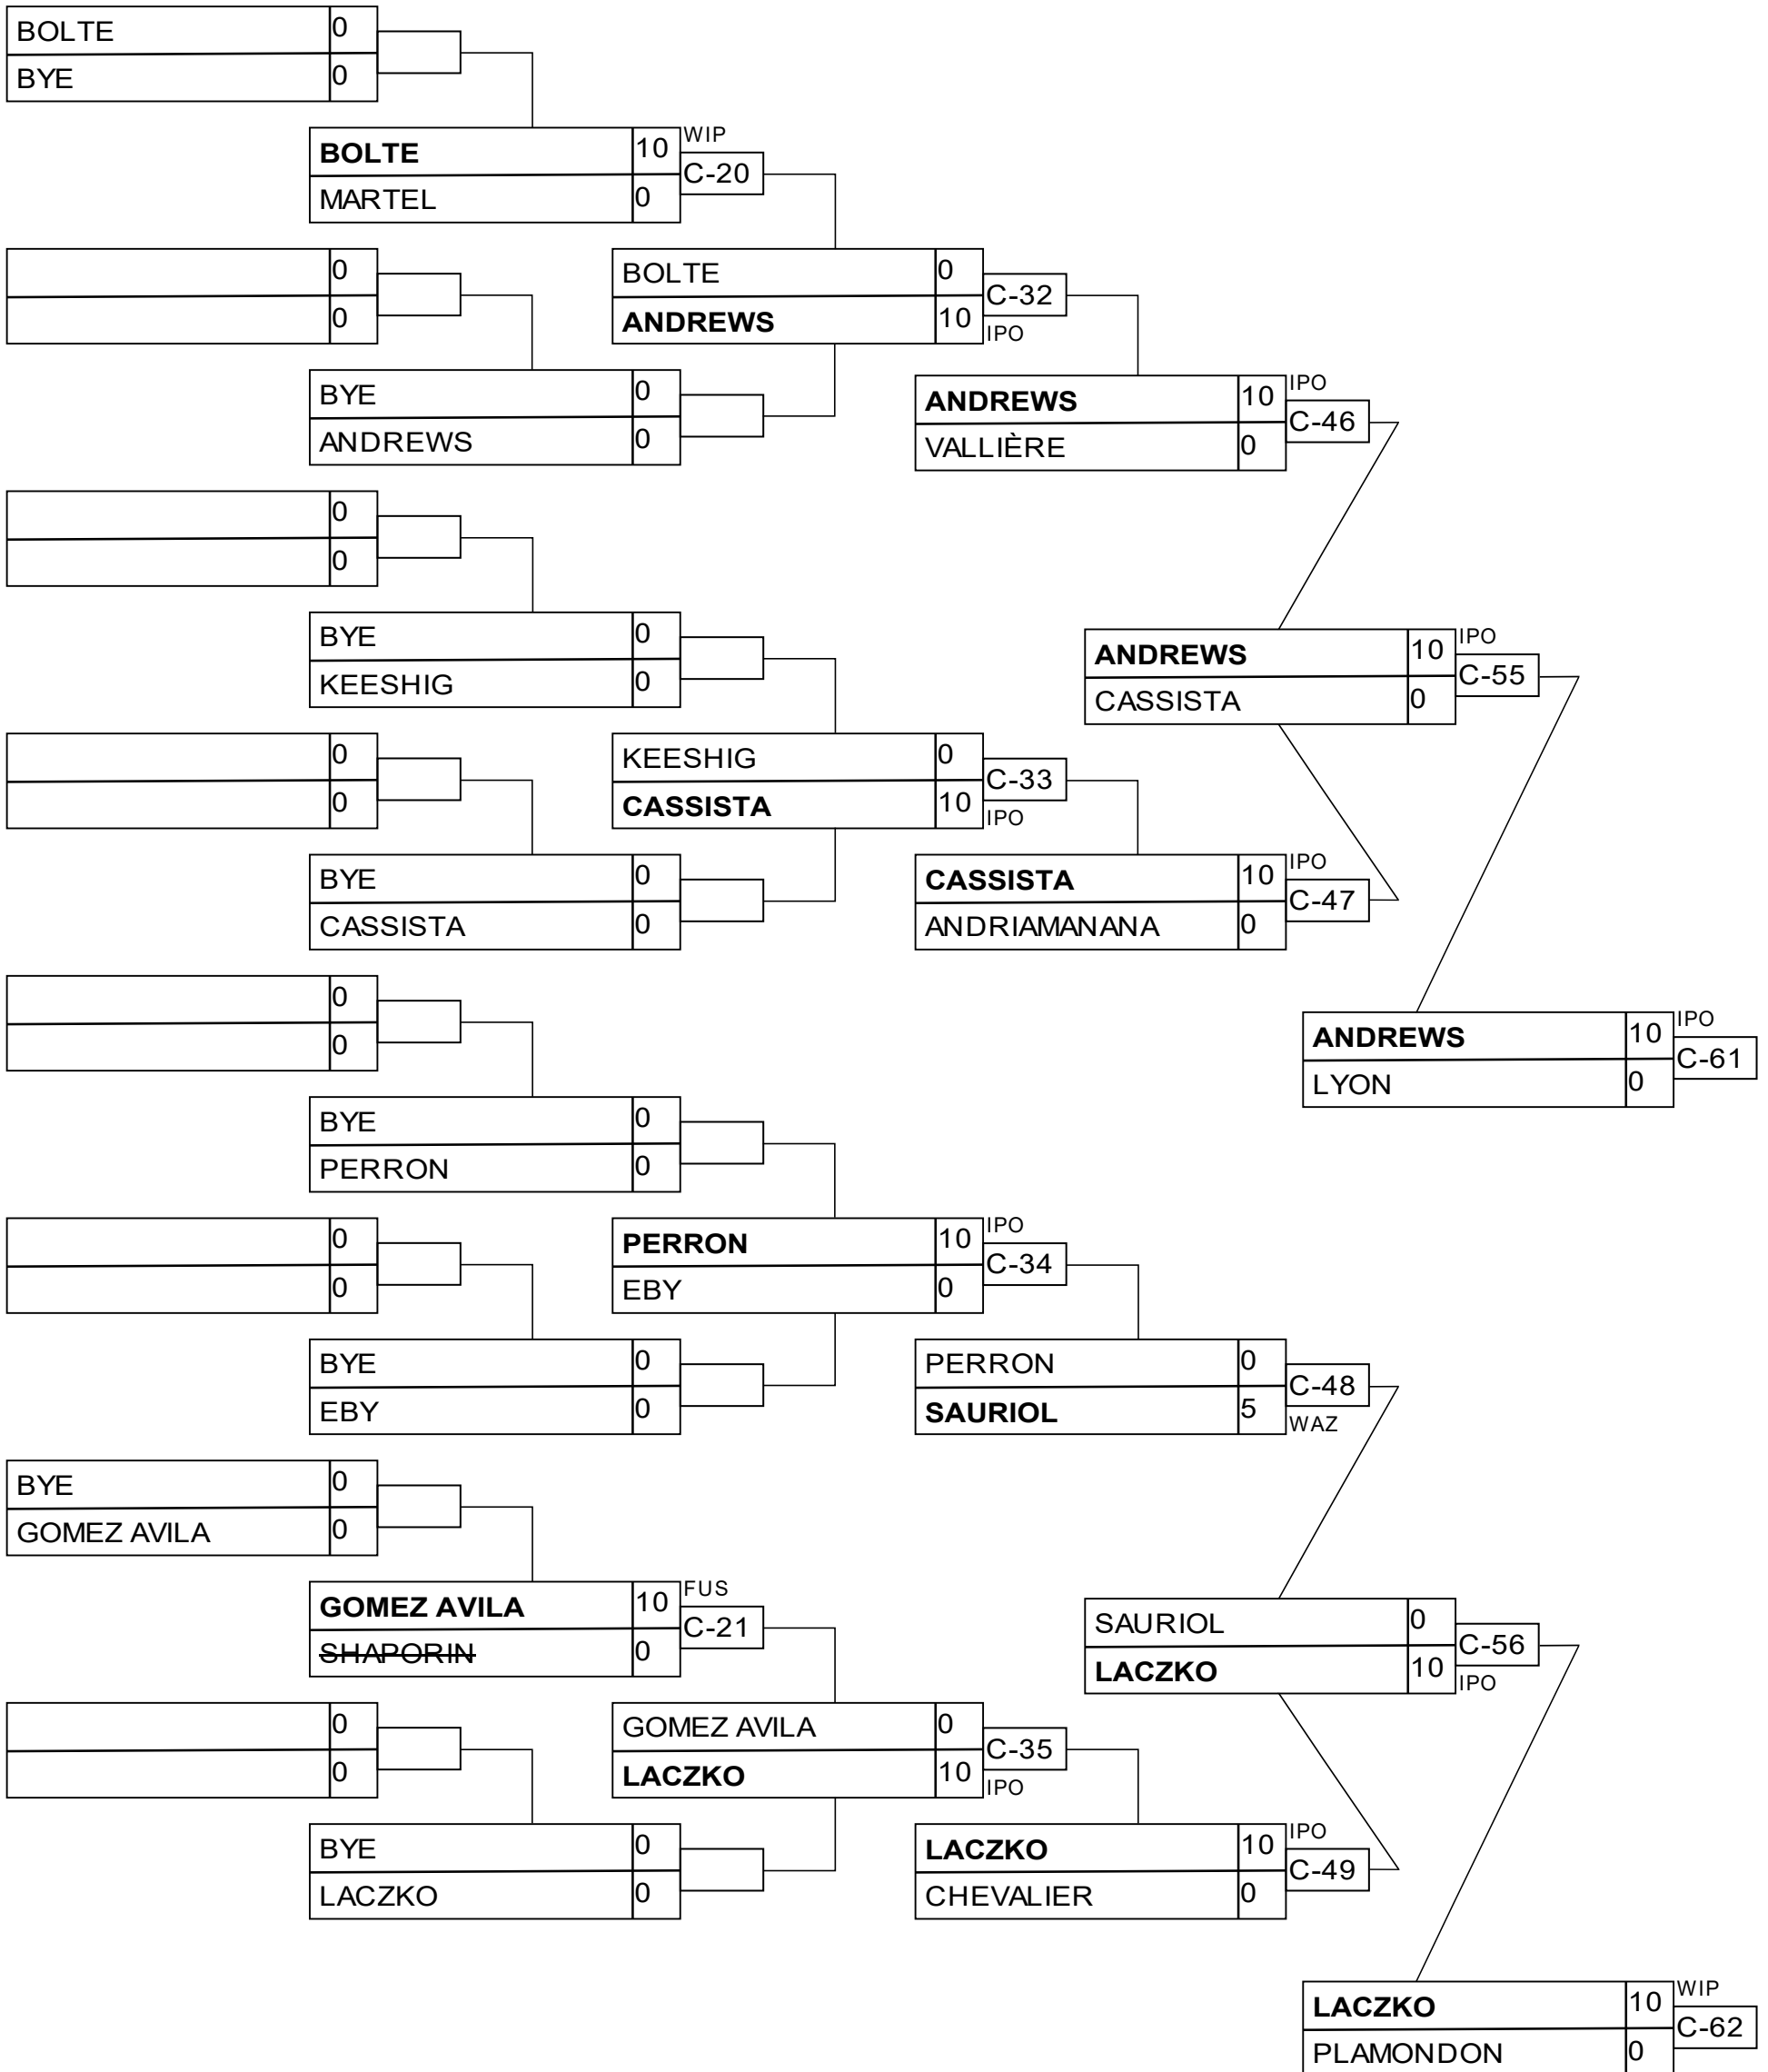 BOLTE 0
BYE 0
BOLTE 10 WIP
C-20
MARTEL 0
0
0
BOLTE 0
C-32
ANDREWS 10 IPO
BYE 0
ANDREWS 0
ANDREWS 10 IPO
C-46
VALLIÈRE 0
0
0
BYE 0
KEESHIG 0
ANDREWS 10 IPO
C-55
CASSISTA 0
0
0
KEESHIG 0
C-33
CASSISTA 10 IPO
BYE 0
CASSISTA 0
CASSISTA 10 IPO
C-47
ANDRIAMANANA 0
0
0
ANDREWS 10 IPO
C-61
LYON 0
BYE 0
PERRON 0
0
0
PERRON 10 IPO
C-34
EBY 0
BYE 0
EBY 0
PERRON 0
C-48
SAURIOL 5 WAZ
BYE 0
GOMEZ AVILA 0
GOMEZ AVILA 10 FUS
C-21
SHAPORIN 0
SAURIOL 0
C-56
LACZKO 10 IPO
0
0
GOMEZ AVILA 0
C-35
LACZKO 10 IPO
BYE 0
LACZKO 0
LACZKO 10 IPO
C-49
CHEVALIER 0
LACZKO 10 WIP
C-62
PLAMONDON 0